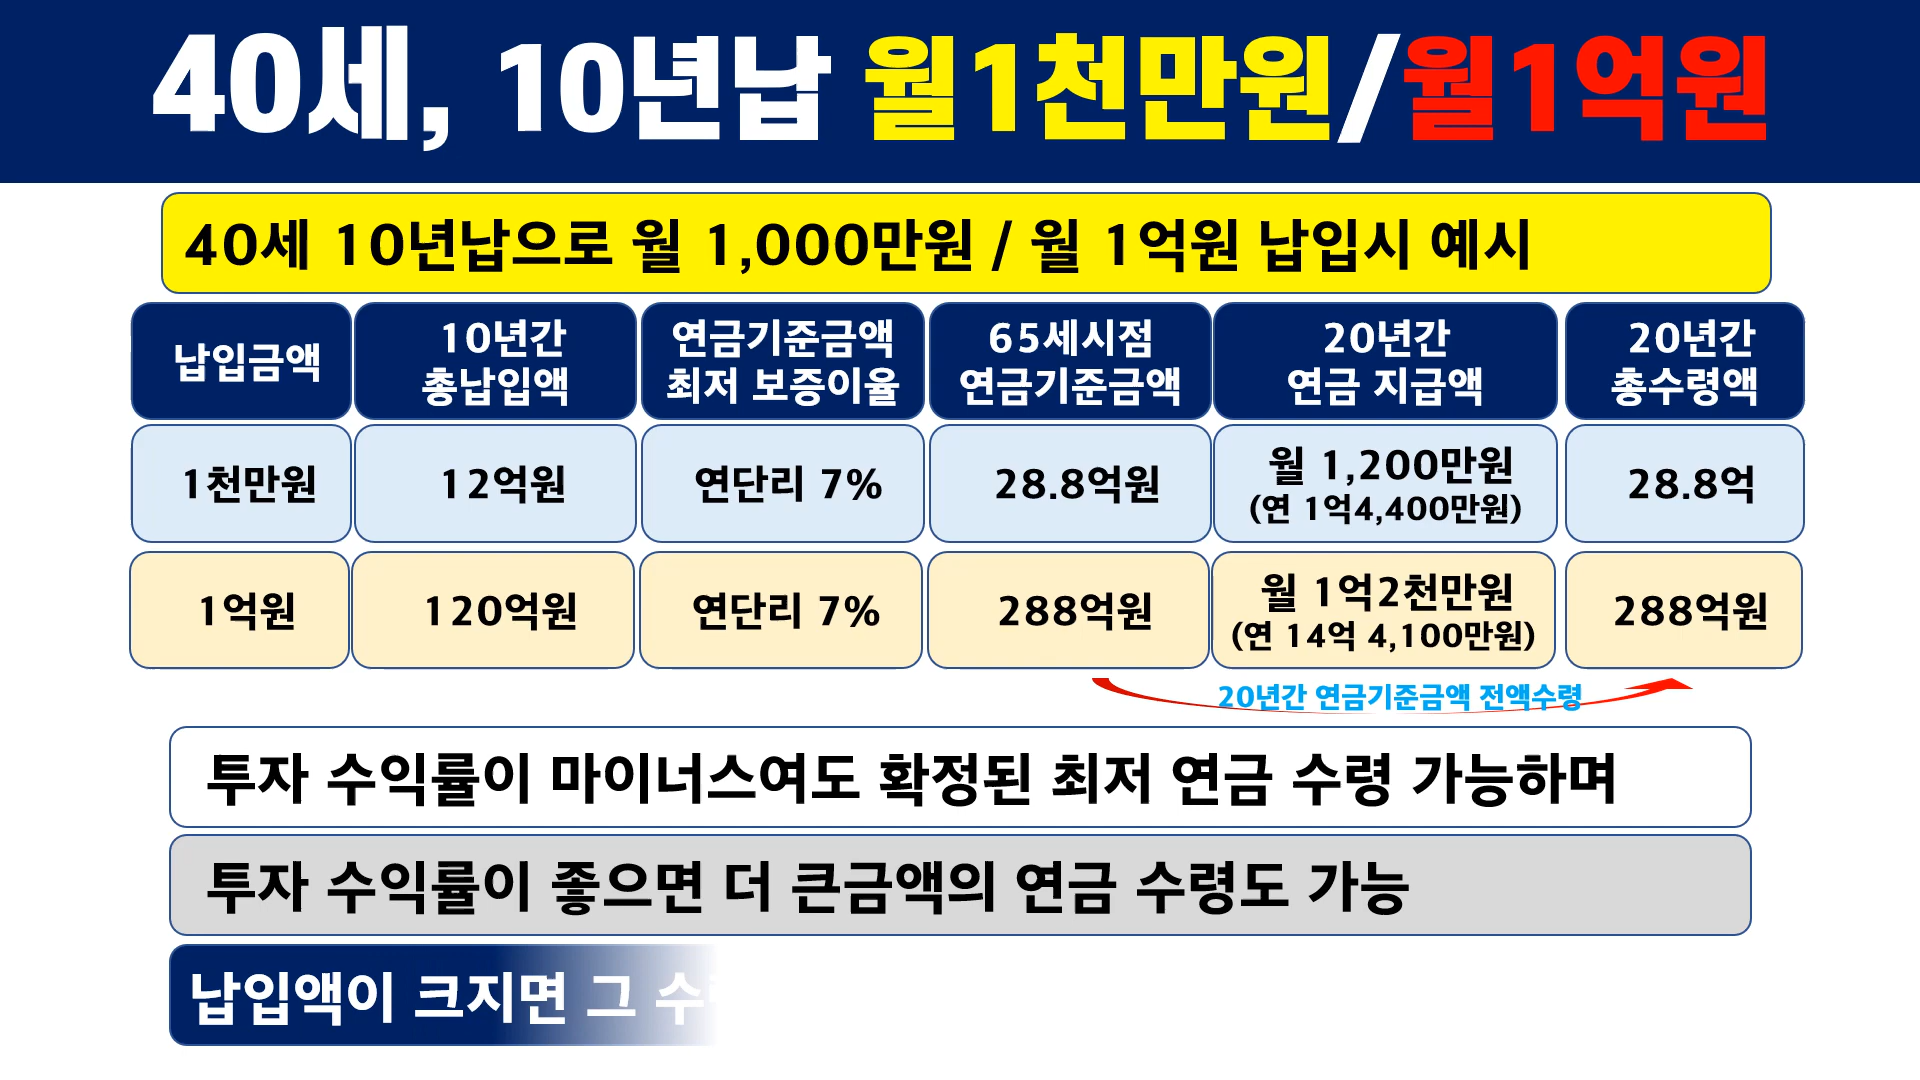 40세, 10년납 월1천만원/월1억원
40세 10년납으로 월 1,000만원 / 월 1억원 납입시 예시
납입금액
10년간
총납입액
연금기준금액
최저 보증이율
65세시점
연금기준금액
20년간
연금 지급액
20년간
총수령액
1천만원
12억원
연단리 7%
28.8억원
월 1,200만원
(연 1억4,400만원)
28.8억
1억원
120억원
연단리 7%
288억원
월 1억2천만원
(연 14억 4,100만원)
288억원
20년간 연금기준금액 전액수령
투자 수익률이 마이너스여도 확정된 최저 연금 수령 가능하며
투자 수익률이 좋으면 더 큰금액의 연금 수령도 가능
납입액이 크지면 그